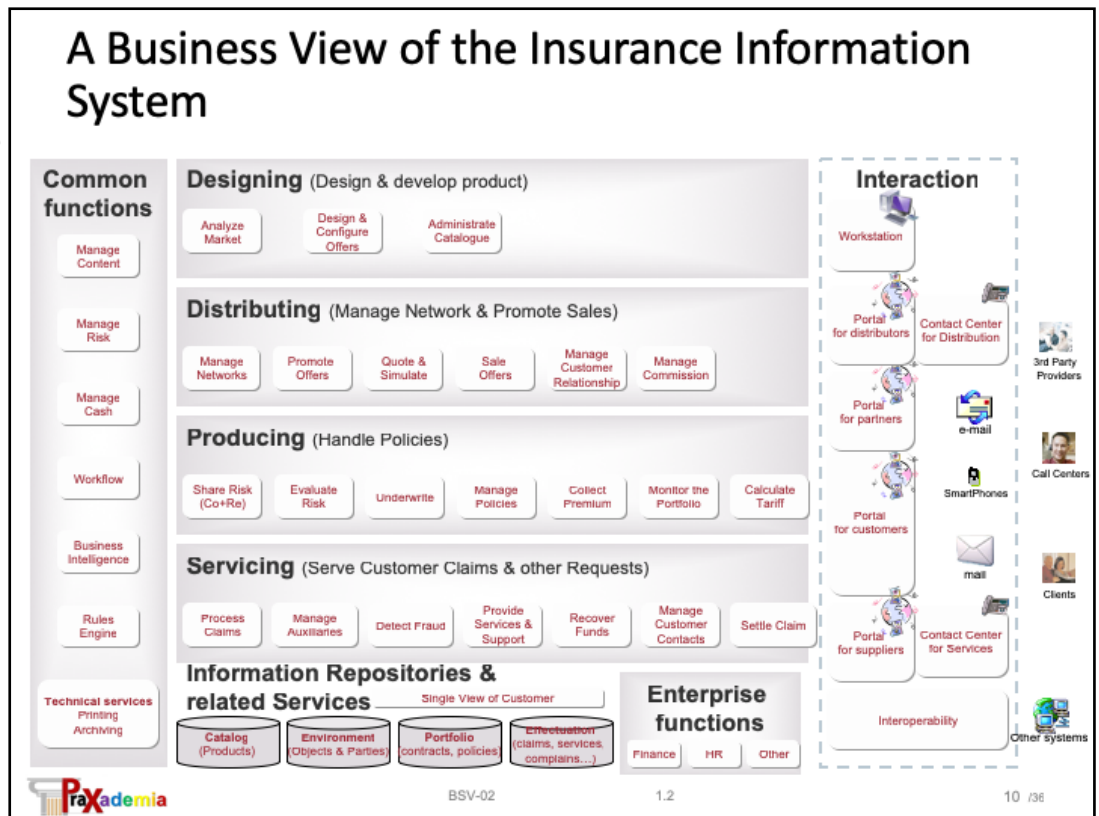 A Business View of the Insurance Information
System
Common
functions
Manage
Content
Manage
Risk
Manage
Cash
Workflow
Business
Intelligence
Rules
Engine
Technical services
Printing
Archiving
Designing (Design & develop product)
Analyze
Market
Design &
Configure
Offers
Administrate
Catalogue
Distributing (Manage Network & Promote Sales)
Manage
Networks
Promote
Offers
Quote &
Simulate
Sale
Offers
Manage
Customer
Relationship
Manage
Commission
Producing (Handle Policies)
Share Risk
(Co+Re)
Evaluate
Risk
Underwrite
Manage
Policies
Collect
Premium
Monitor the
Portfolio
Calculate
Tariff
Servicing (Serve Customer Claims & other Requests)
Process
Claims
Manage
Auxiliaries
Detect Fraud
Provide
Services &
Support
Recover
Funds
Manage
Customer
Contacts
Settle Claim
Information Repositories &
related Services
Single View of Customer
Catalog
(Products)
Environment
(Objects & Parties)
Portfolio
(contracts, policies)
Effectuation
(claims, services,
complains...)
Enterprise
functions
Finance
HR
Other
Interaction
Workstation
Portal
for distributors
Contact Center
for Distribution
Portal
for partners
e-mail
SmartPhones
Portal
for customers
mail
Portal
for suppliers
Contact Center
for Services
Interoperability
3rd Party
Providers
Call Centers
Clients
Other systems
PraXademia
BSV-02
1.2
10 /36